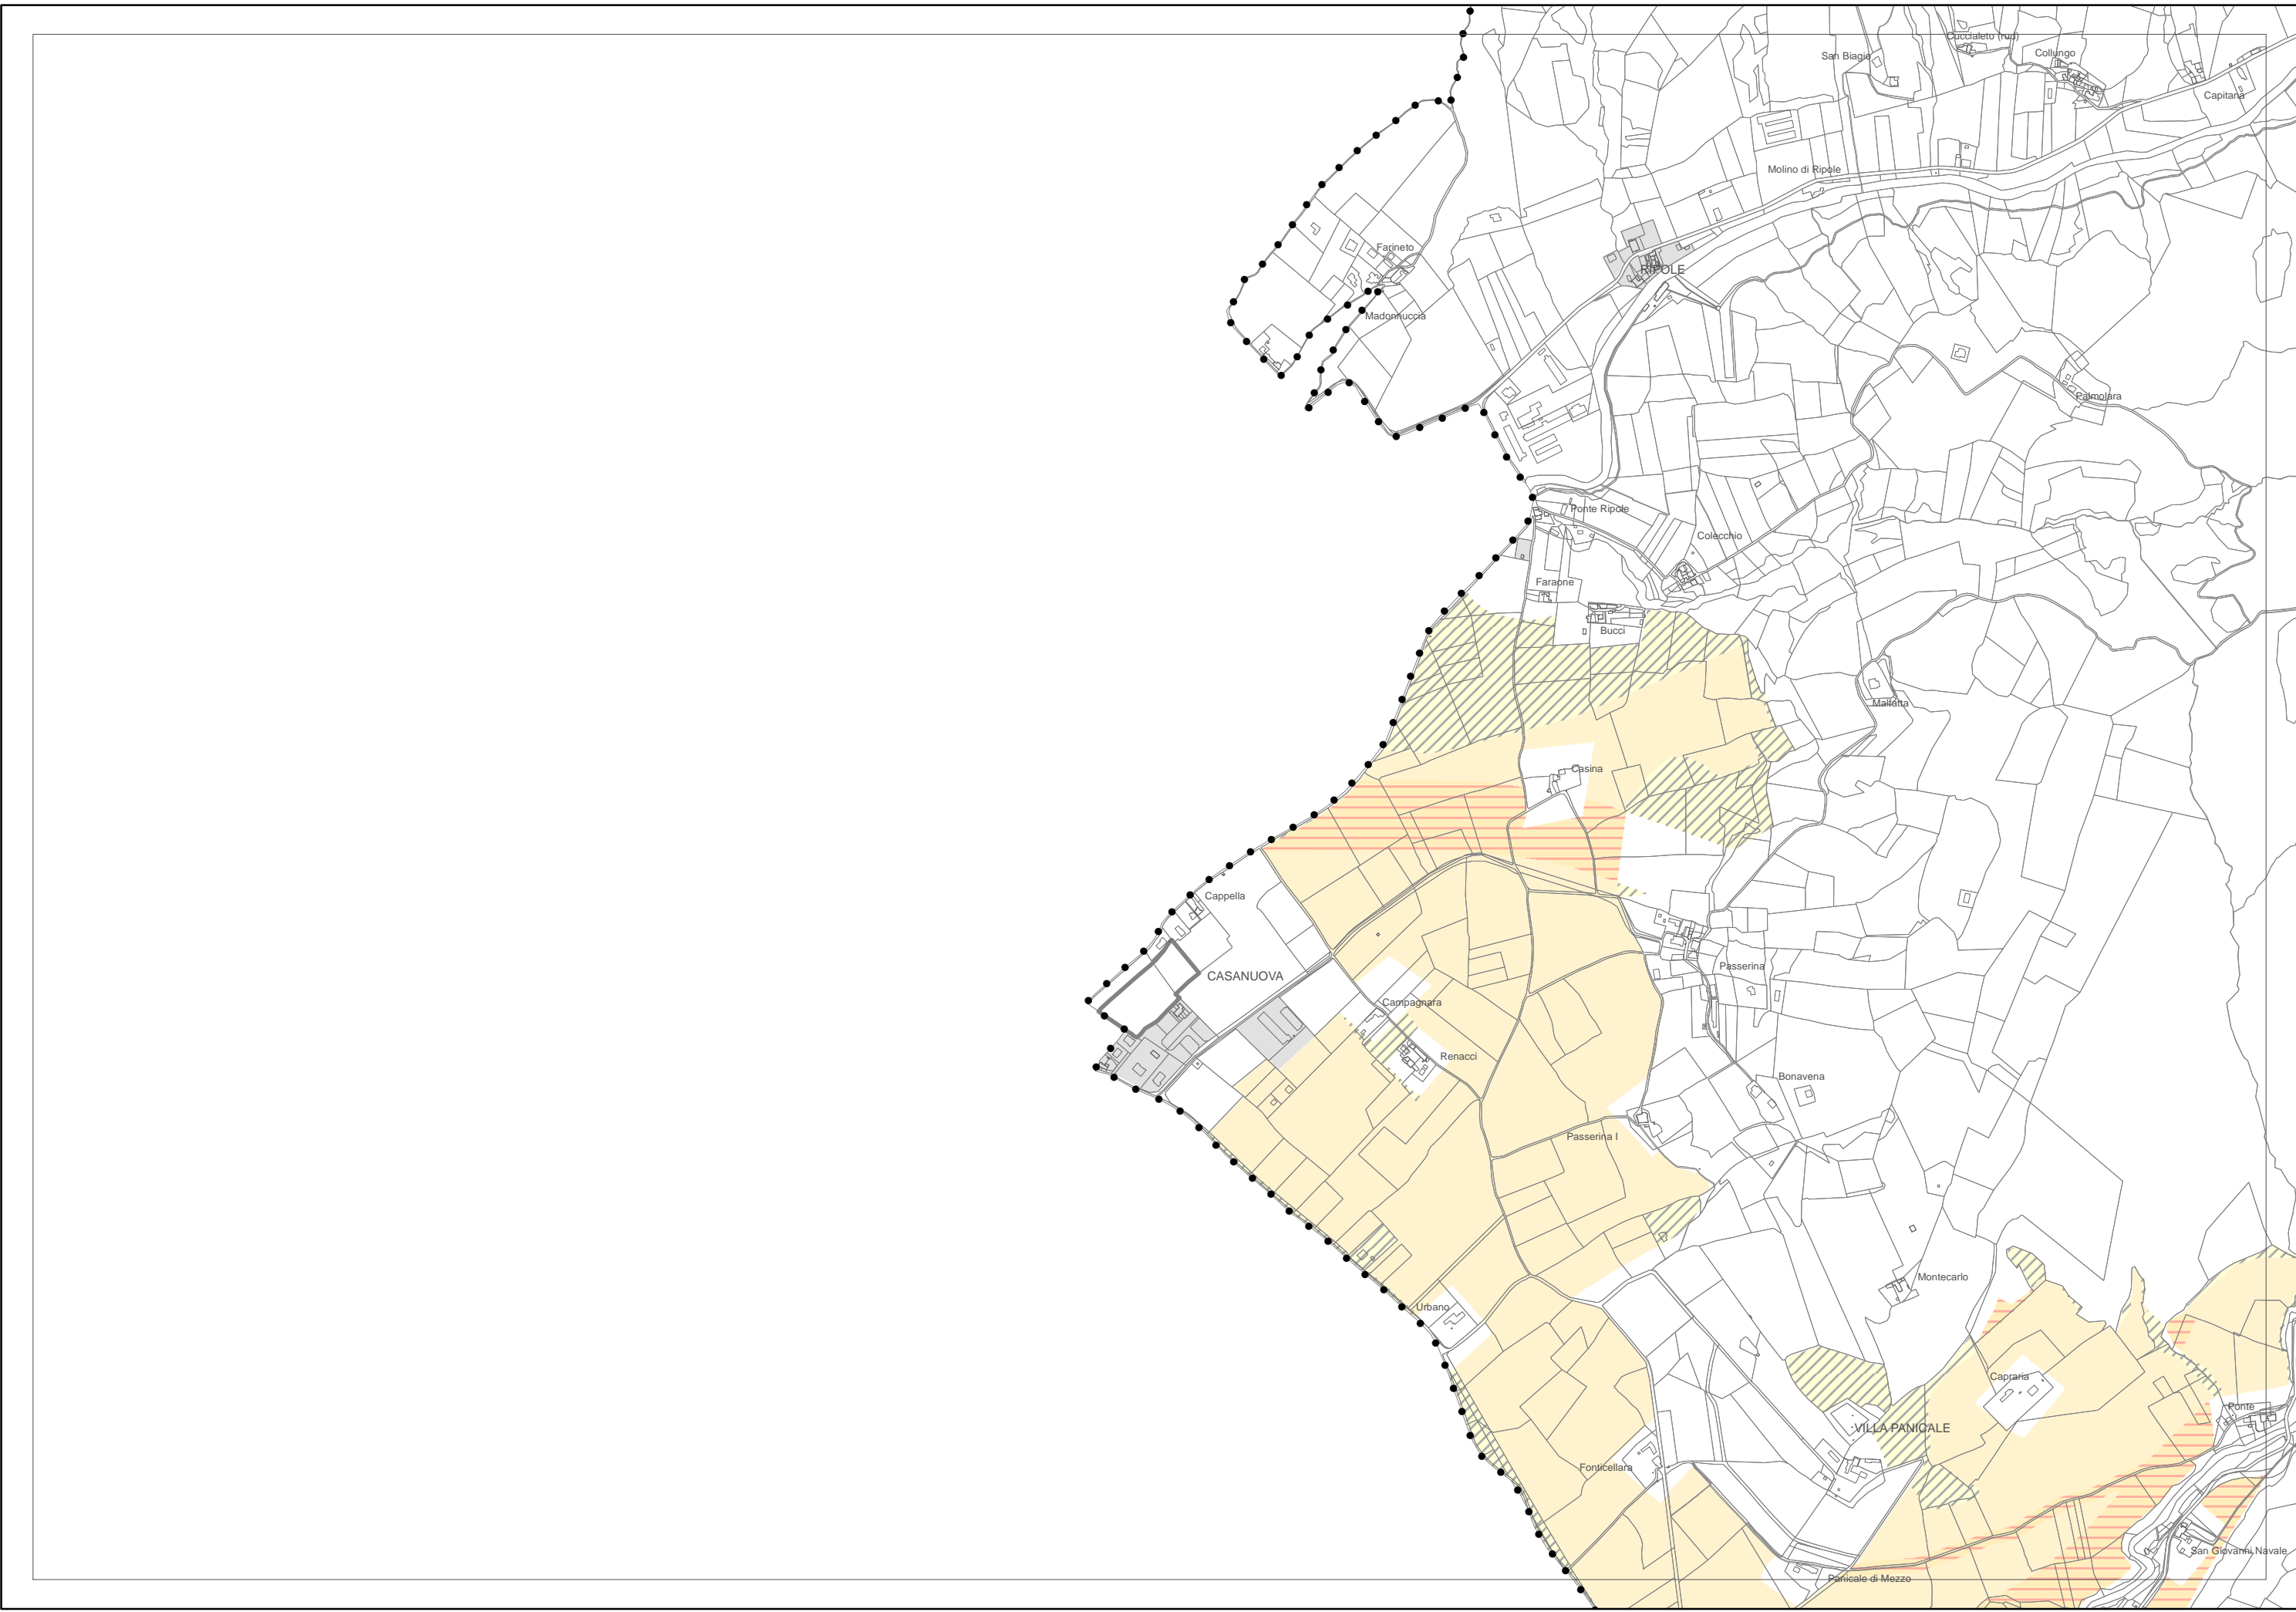 Cuccialeto (rud)
San Biagio
Collungo
Capitana
Molino di Ripole
Farineto
RIPOLE
Madonnuccia
Palmolara
Ponte Ripole
Colecchio
Faraone
Bucci
Malfatta
Casina
Cappella
Passerina
CASANUOVA
Campagnara
Renacci
Bonavena
Passerina I
Montecarlo
Urbano
Capraria
Ponte
VILLA PANICALE
Fonticellara
San Giovanni Navale
Panicale di Mezzo